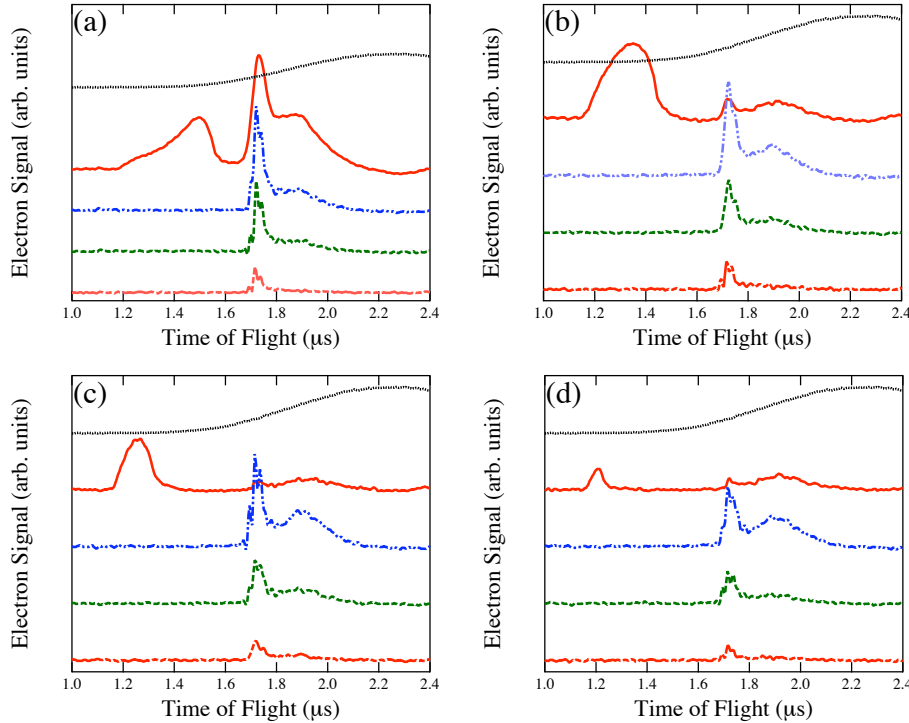 (a)
Electron Signal (arb. units)
1.0 1.2 1.4 1.6 1.8 2.0 2.2 2.4
Time of Flight (μs)
(b)
Electron Signal (arb. units)
1.0 1.2 1.4 1.6 1.8 2.0 2.2 2.4
Time of Flight (μs)
(c)
Electron Signal (arb. units)
1.0 1.2 1.4 1.6 1.8 2.0 2.2 2.4
Time of Flight (μs)
(d)
Electron Signal (arb. units)
1.0 1.2 1.4 1.6 1.8 2.0 2.2 2.4
Time of Flight (μs)